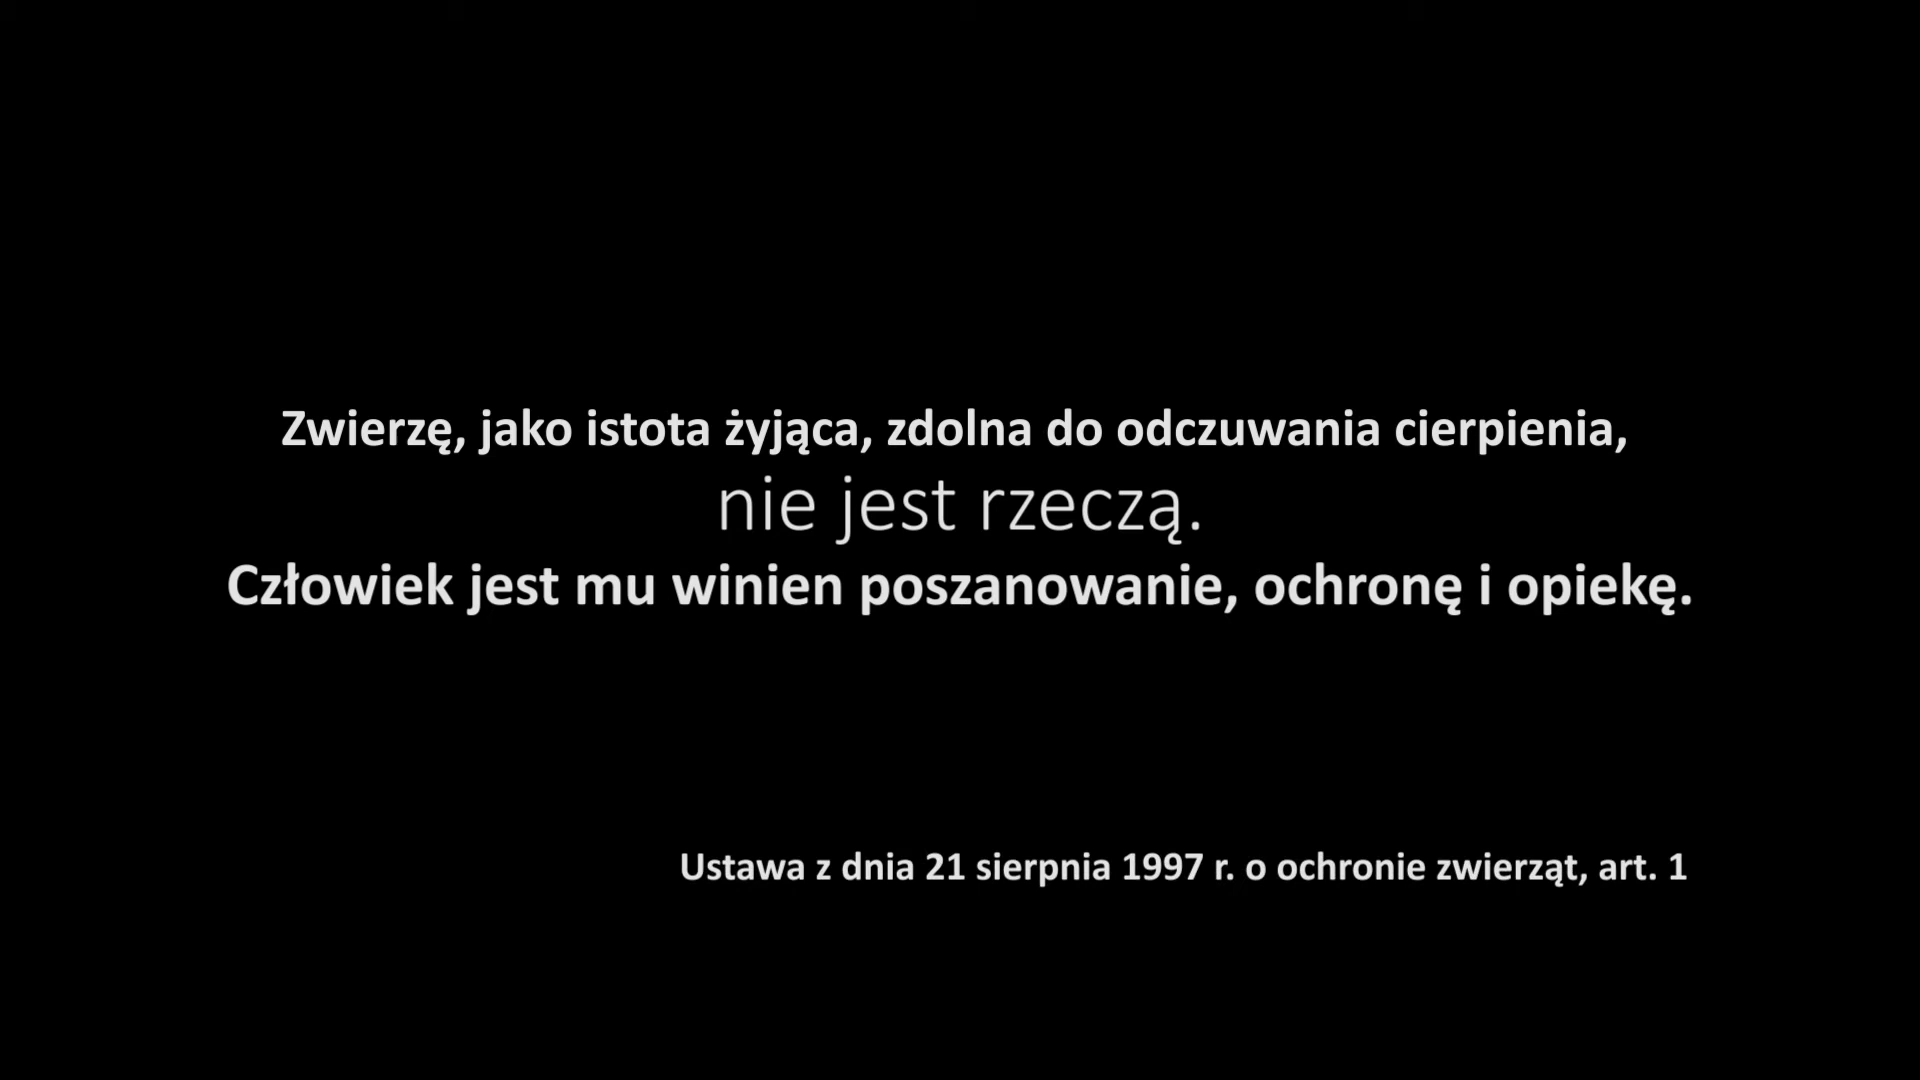 Zwierzę, jako istota żyjąca, zdolna do odczuwania cierpienia,
nie jest rzeczą.
Człowiek jest mu winien poszanowanie, ochronę i opiekę.
Ustawa z dnia 21 sierpnia 1997 r. o ochronie zwierząt, art. 1